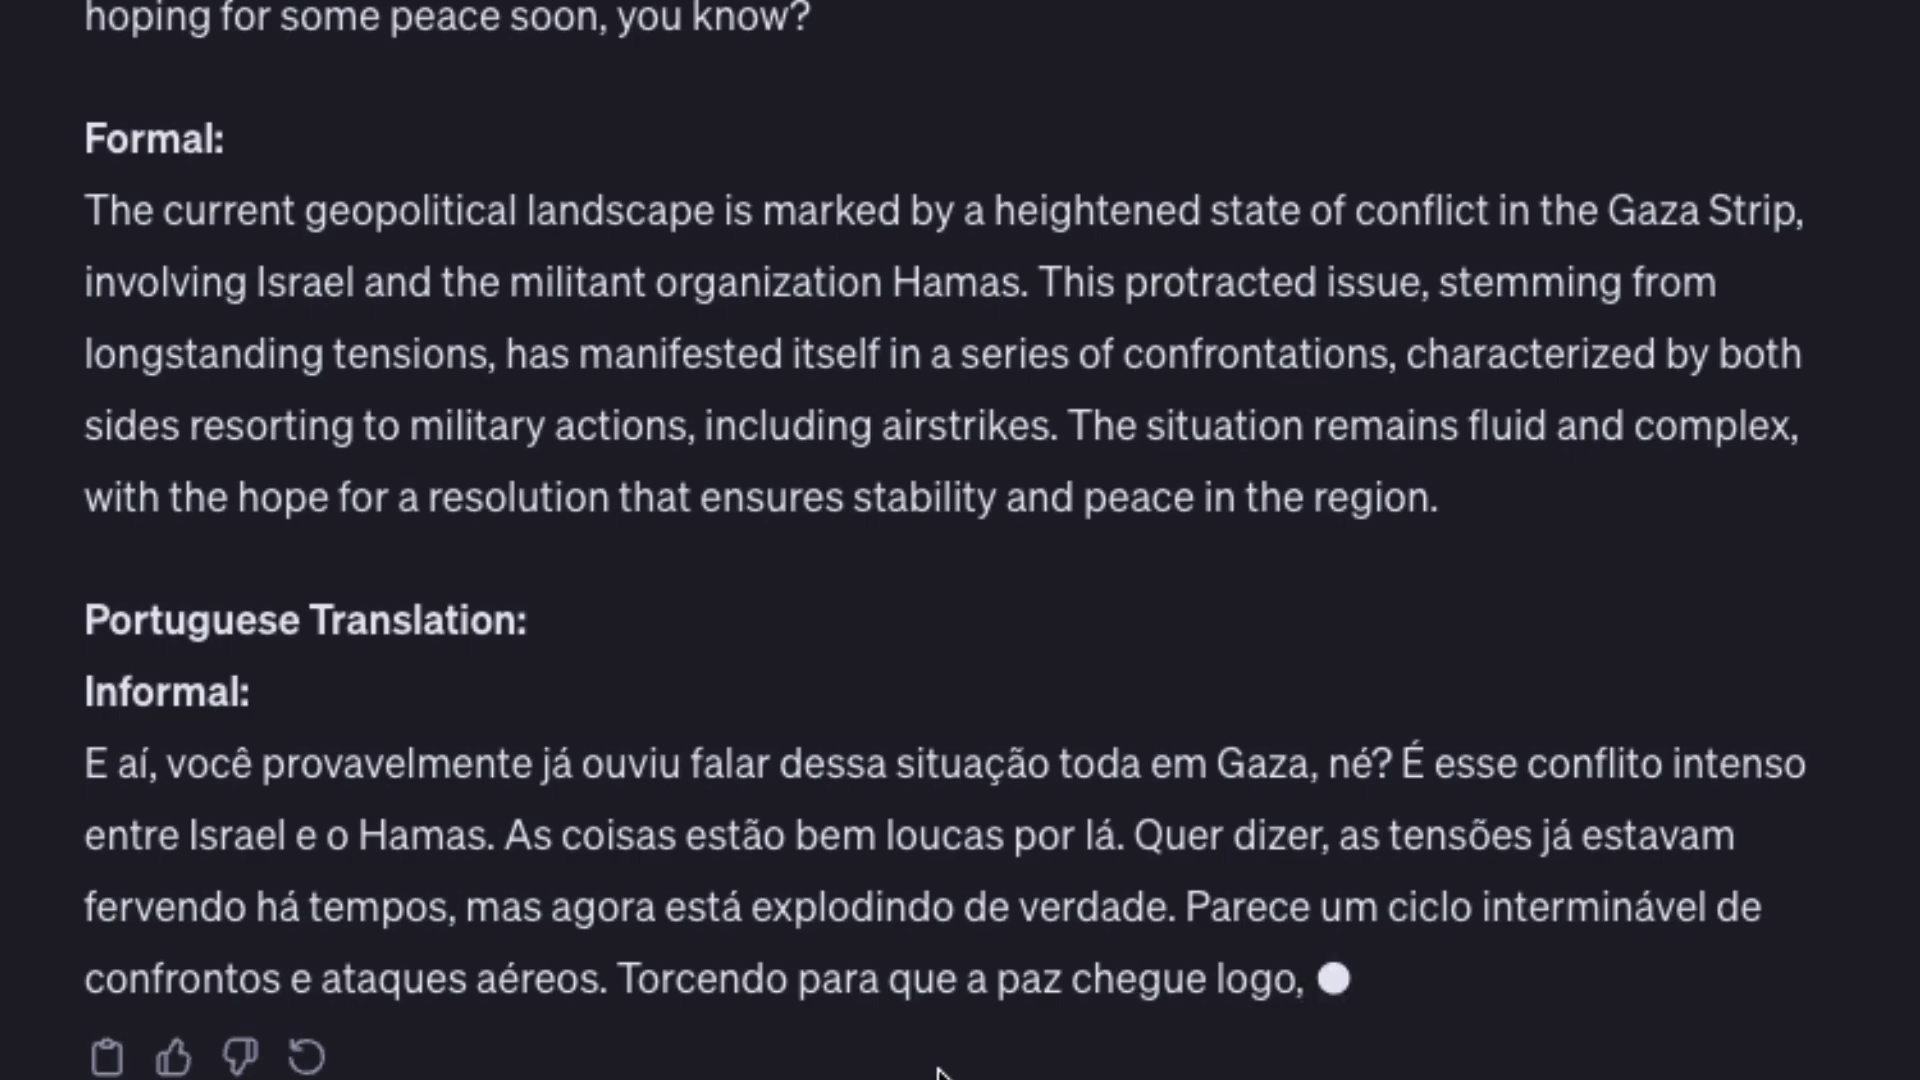 hoping for some peace soon, you know?
Formal:
The current geopolitical landscape is marked by a heightened state of conflict in the Gaza Strip,
involving Israel and the militant organization Hamas. This protracted issue, stemming from
longstanding tensions, has manifested itself in a series of confrontations, characterized by both
sides resorting to military actions, including airstrikes. The situation remains fluid and complex,
with the hope for a resolution that ensures stability and peace in the region.
Portuguese Translation:
Informal:
E aí, você provavelmente já ouviu falar dessa situação toda em Gaza, né? É esse conflito intenso
entre Israel e o Hamas. As coisas estão bem loucas por lá. Quer dizer, as tensões já estavam
fervendo há tempos, mas agora está explodindo de verdade. Parece um ciclo interminável de
confrontos e ataques aéreos. Torcendo para que a paz chegue logo,